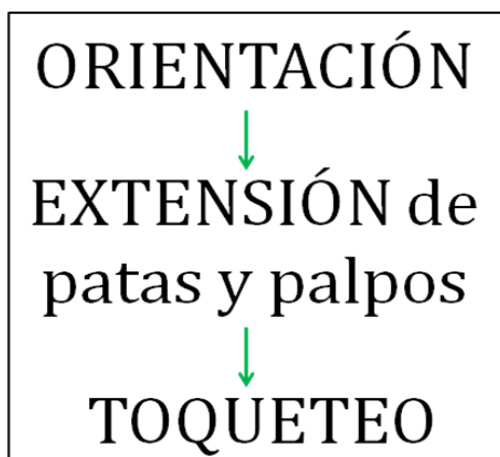 ORIENTACIÓN
EXTENSIÓN de
patas y palpos
TOQUETEO